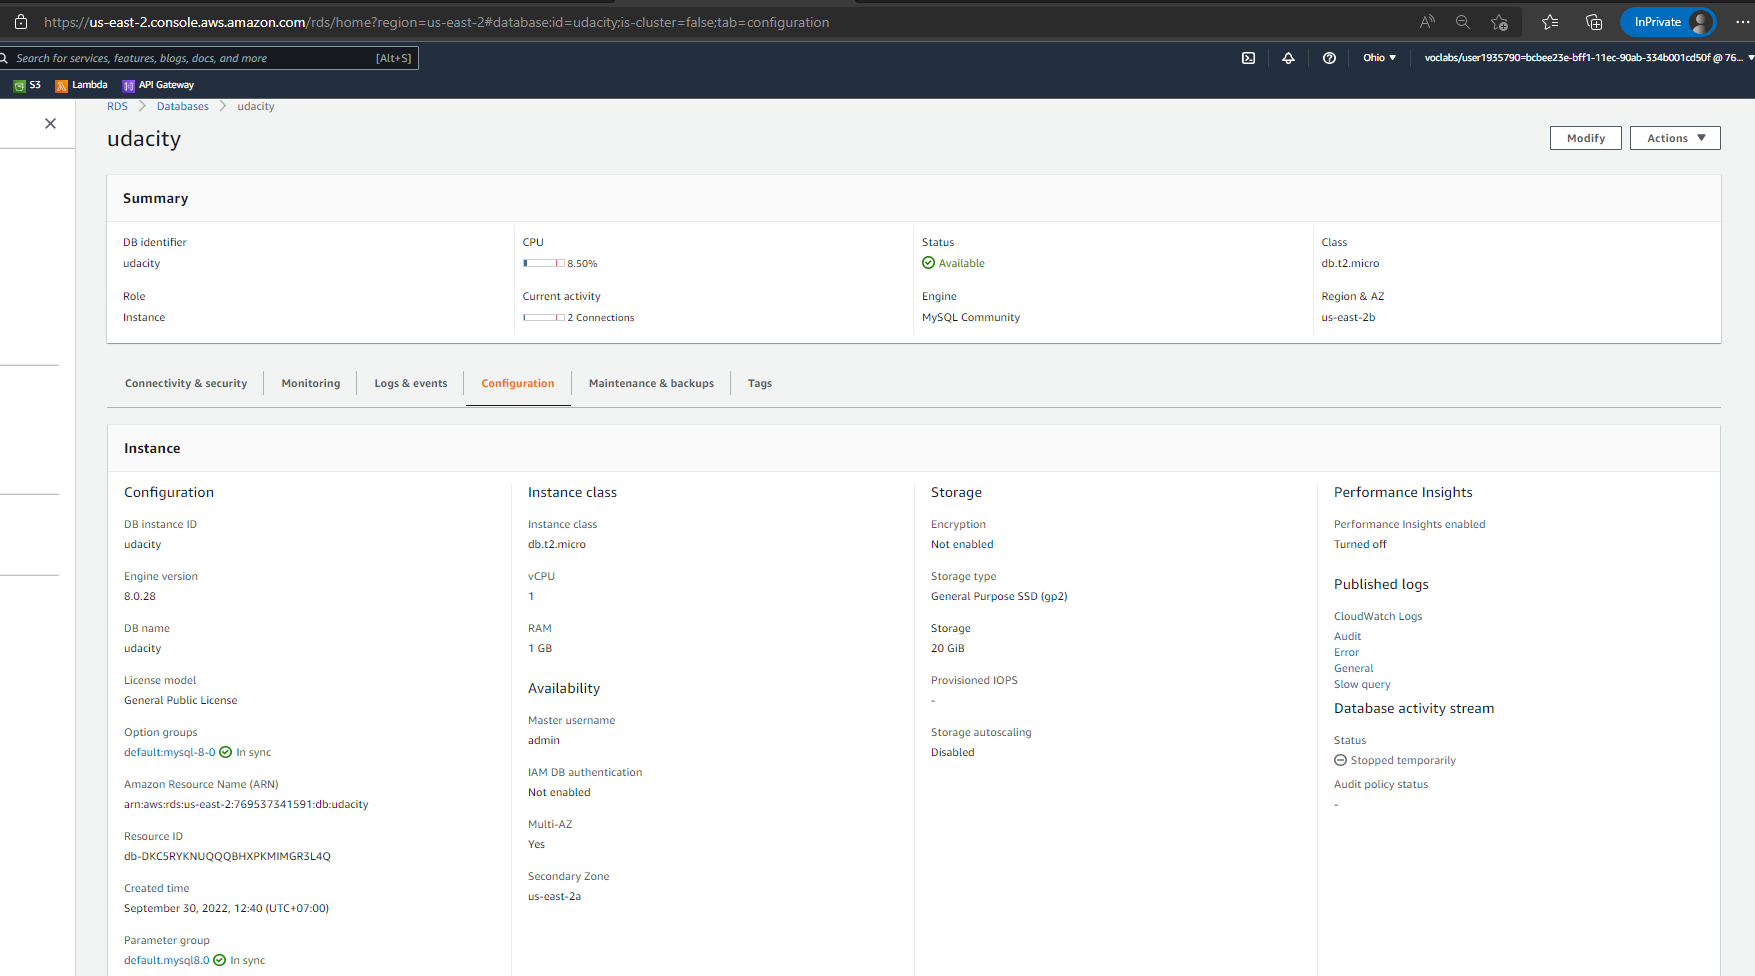 https://us-east-2.console.aws.amazon.com/rds/home?region=us-east-2#database:id=udacity;is-cluster=false;tab=configuration
InPrivate
Search for services, features, blogs, docs, and more [Alt+S]
Ohio ▼
voclabs/user1935790=bcbee23e-bff1-11ec-90ab-334b001cd50f @ 76... ▼
S3 Lambda API Gateway
RDS > Databases > udacity
udacity
Modify Actions ▼
Summary
DB identifier
udacity
Role
Instance
CPU
8.50%
Current activity
2 Connections
Status
Available
Engine
MySQL Community
Class
db.t2.micro
Region & AZ
us-east-2b
Connectivity & security Monitoring Logs & events Configuration Maintenance & backups Tags
Instance
Configuration
DB instance ID
udacity
Engine version
8.0.28
DB name
udacity
License model
General Public License
Option groups
default:mysql-8-0 In sync
Amazon Resource Name (ARN)
arn:aws:rds:us-east-2:769537341591:db:udacity
Resource ID
db-DKC5RYKNUQQQBHXPKMIMGR3L4Q
Created time
September 30, 2022, 12:40 (UTC+07:00)
Parameter group
default.mysql8.0 In sync
Instance class
Instance class
db.t2.micro
vCPU
1
RAM
1 GB
Availability
Master username
admin
IAM DB authentication
Not enabled
Multi-AZ
Yes
Secondary Zone
us-east-2a
Storage
Encryption
Not enabled
Storage type
General Purpose SSD (gp2)
Storage
20 GiB
Provisioned IOPS
-
Storage autoscaling
Disabled
Performance Insights
Performance Insights enabled
Turned off
Published logs
CloudWatch Logs
Audit
Error
General
Slow query
Database activity stream
Status
Stopped temporarily
Audit policy status
-